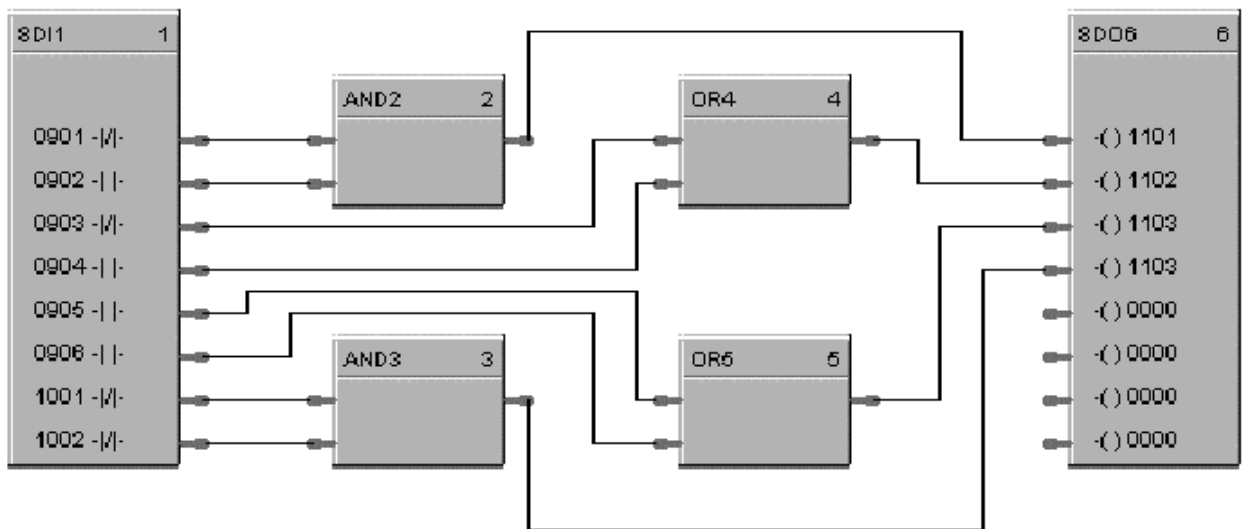 8DI1 1
0901 -|/|-
0902 -| |-
0903 -|/|-
0904 -| |-
0905 -| |-
0906 -| |-
1001 -|/|-
1002 -|/|-
AND2 2
AND3 3
OR4 4
OR5 5
8DO6 6
-( ) 1101
-( ) 1102
-( ) 1103
-( ) 1103
-( ) 0000
-( ) 0000
-( ) 0000
-( ) 0000